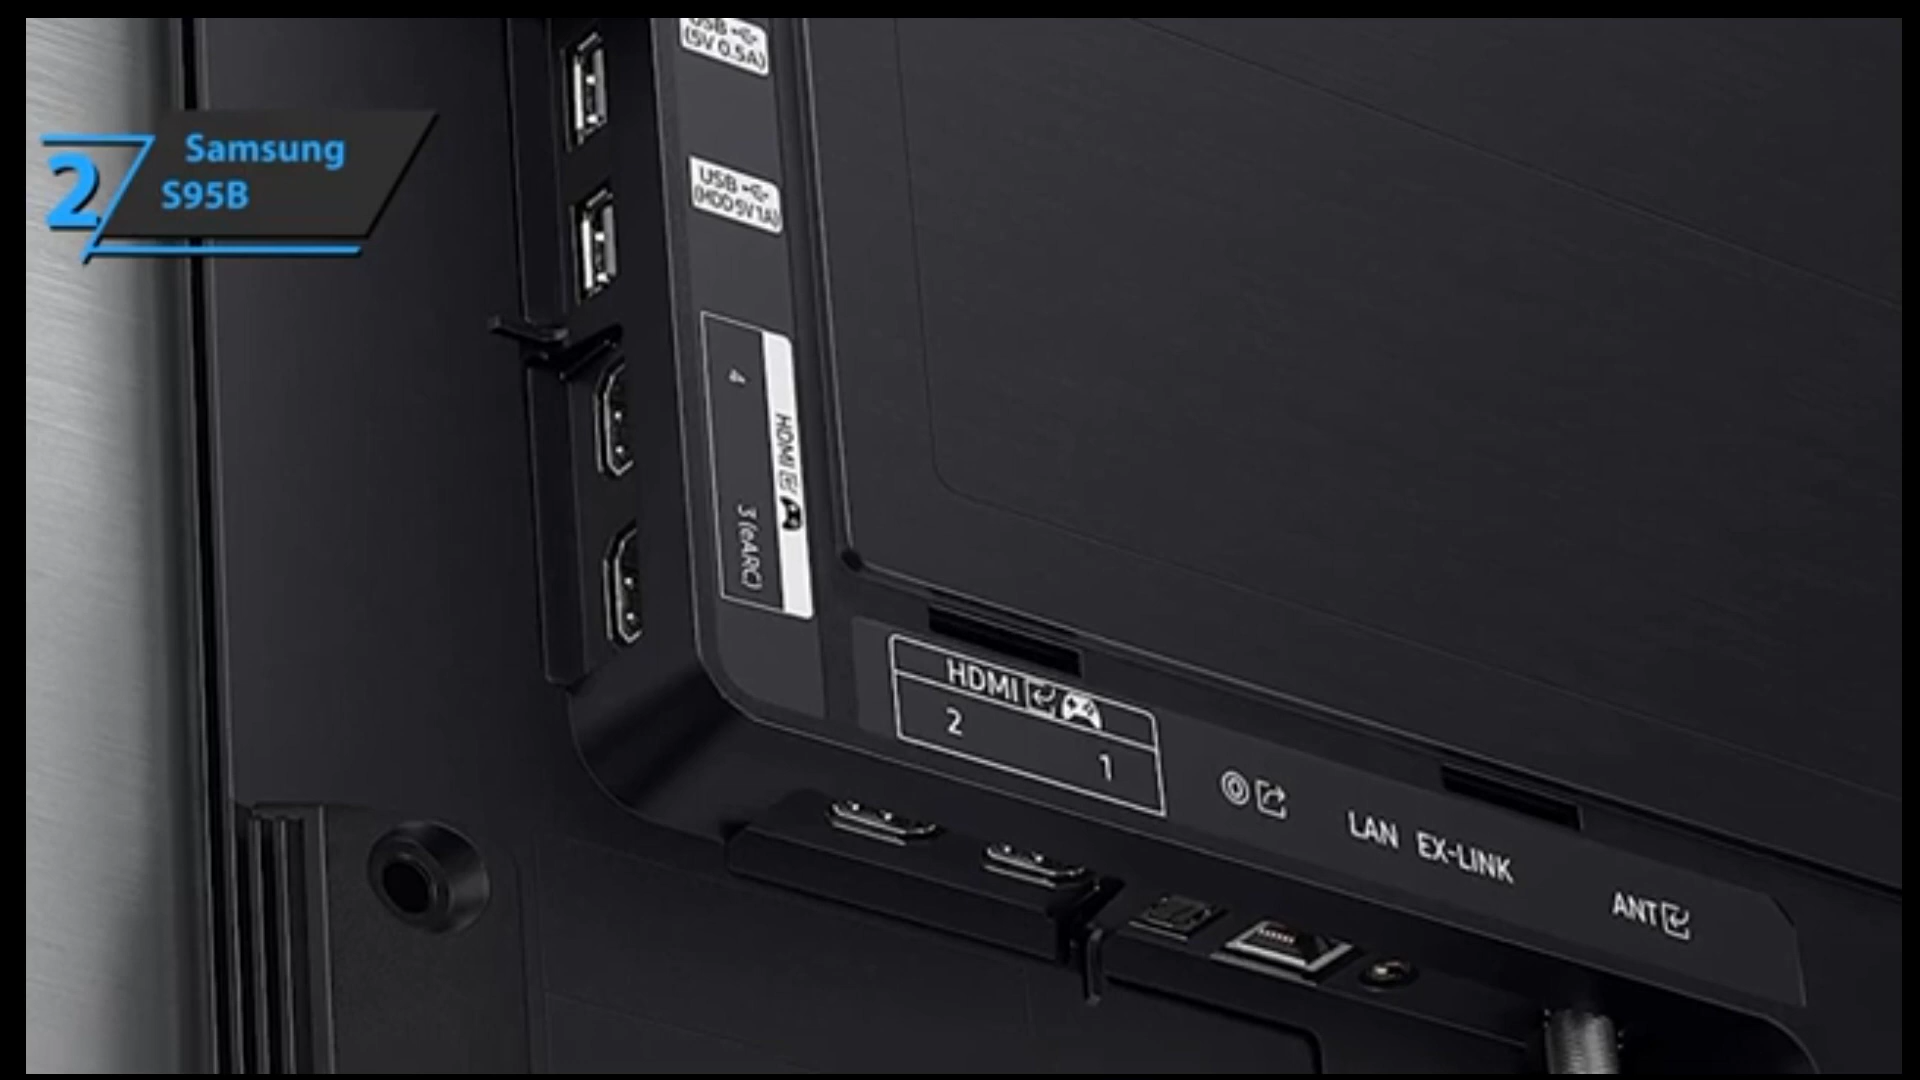 USB
(5V 0.5A)
2
Samsung
S95B
USB
(HDD 5V 1A)
4
HDMI
3 (eARC)
HDMI
2
1
LAN EX-LINK
ANT